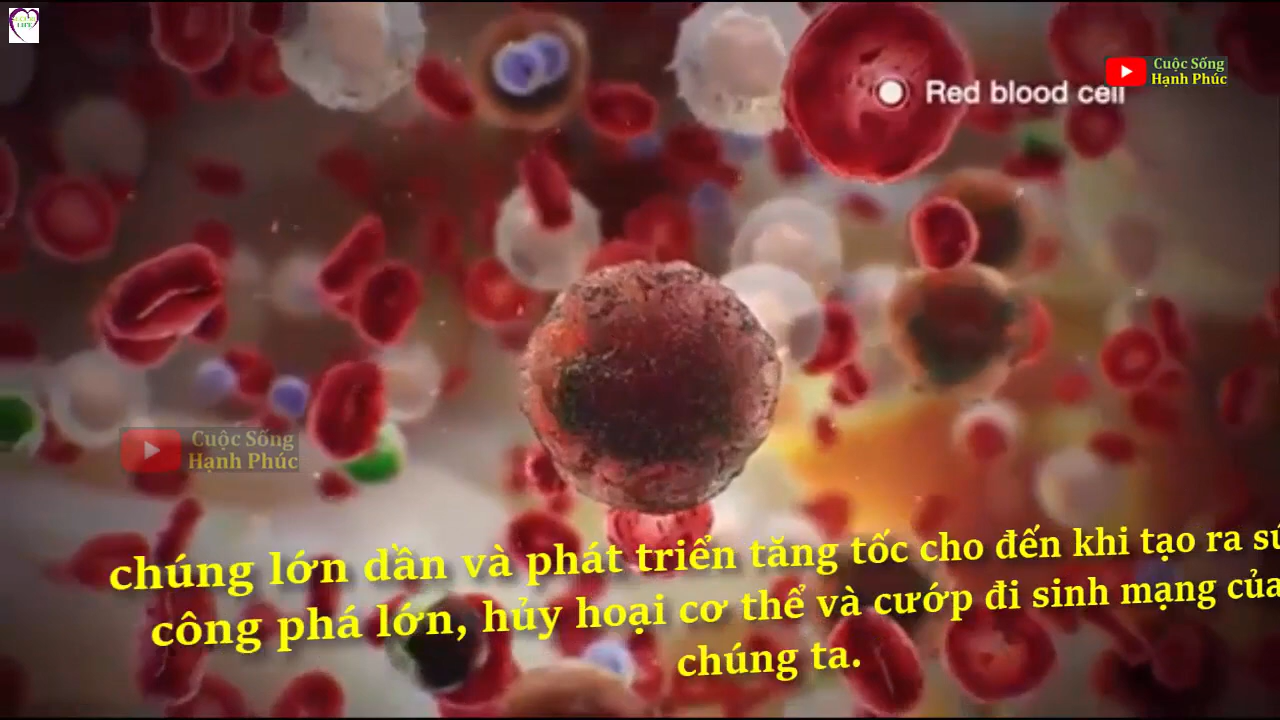 Cuộc Sống
Hạnh Phúc
Red blood cell
Cuộc Sống
Hạnh Phúc
chúng lớn dần và phát triển tăng tốc cho đến khi tạo ra
công phá lớn, hủy hoại cơ thể và cướp đi sinh mạng của
chúng ta.